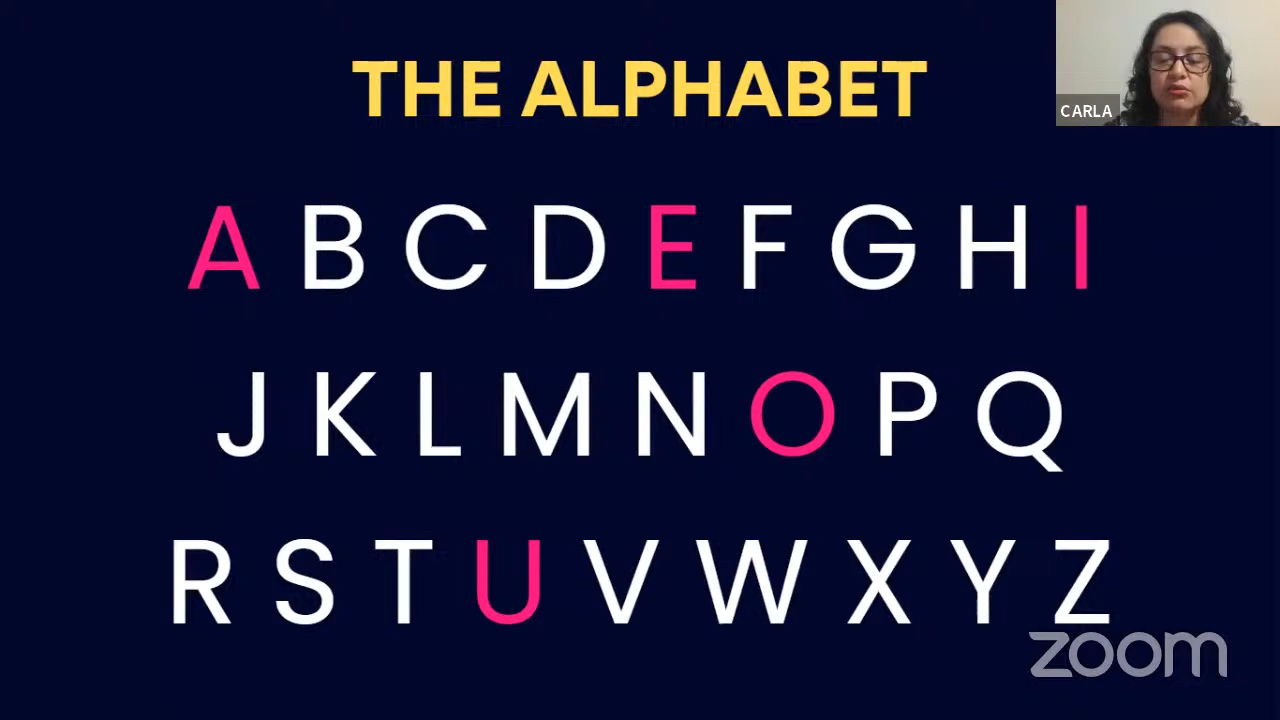 THE ALPHABET
CARLA
A B C D E F G H I
J K L M N O P Q
R S T U V W X Y Z
zoom